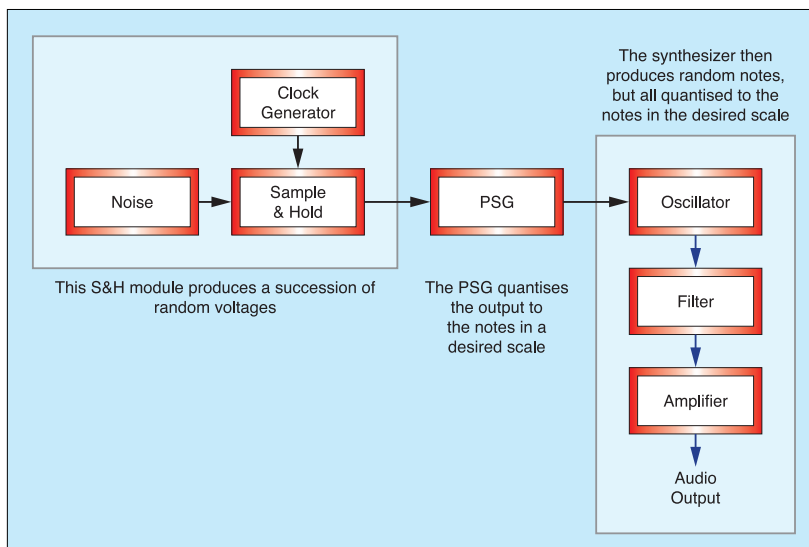 The synthesizer then
produces random notes,
but all quantised to the
notes in the desired scale
Clock
Generator
Noise
Sample
& Hold
PSG
Oscillator
This S&H module produces a succession of
random voltages
The PSG quantises
the output to
the notes in a
desired scale
Filter
Amplifier
Audio
Output